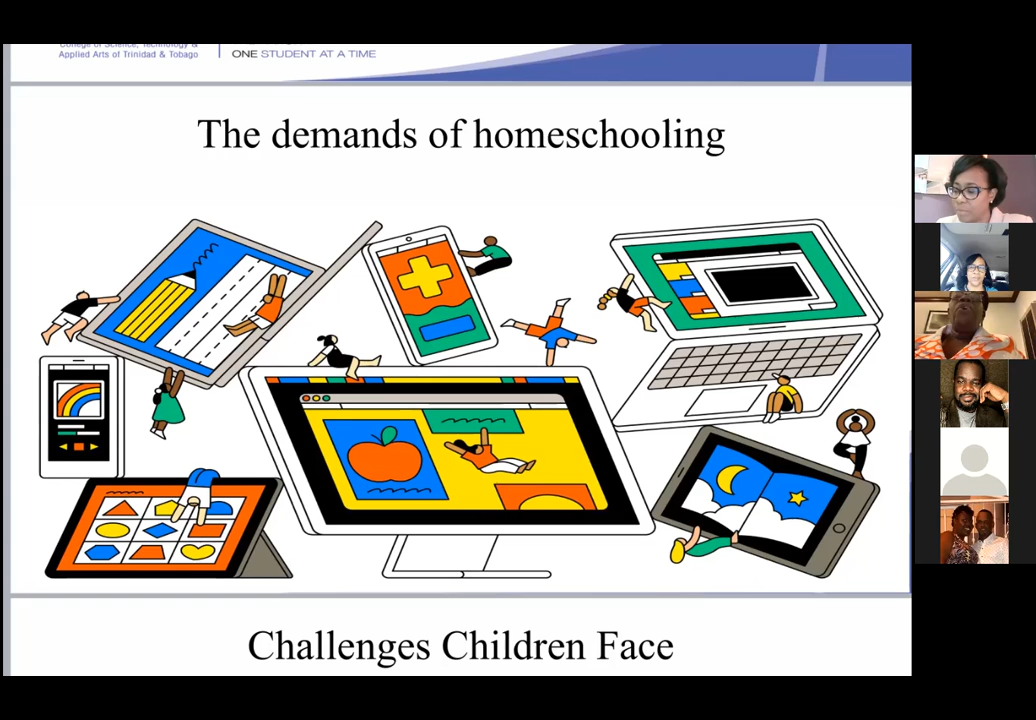 College of Science, Technology &
Applied Arts of Trinidad & Tobago
ONE STUDENT AT A TIME
The demands of homeschooling
Challenges Children Face